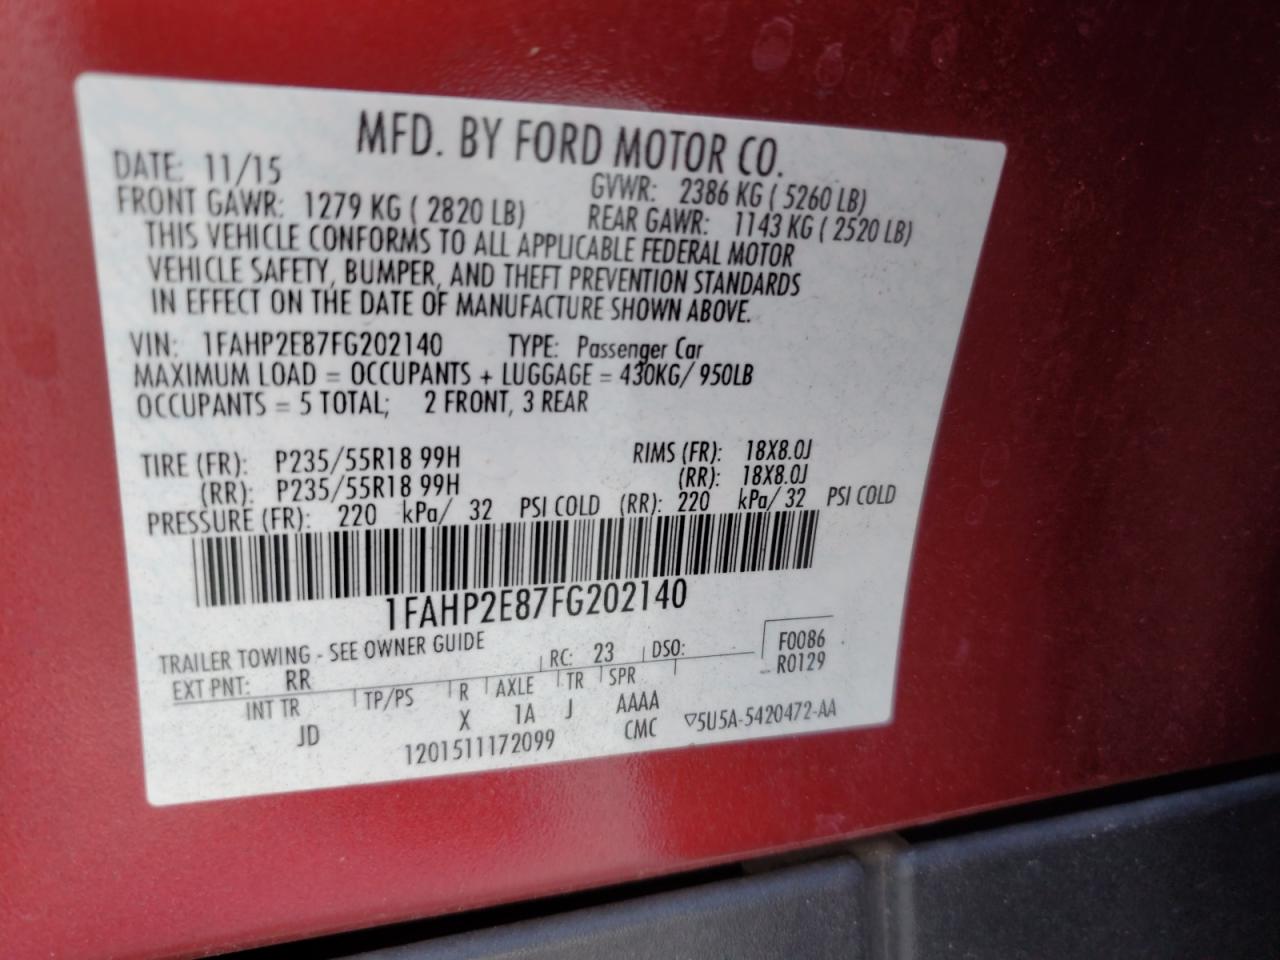 MFD. BY FORD MOTOR CO.
DATE: 11/15 GVWR: 2386 KG ( 5260 LB)
FRONT GAWR: 1279 KG ( 2820 LB) REAR GAWR: 1143 KG ( 2520 LB)
THIS VEHICLE CONFORMS TO ALL APPLICABLE FEDERAL MOTOR
VEHICLE SAFETY, BUMPER, AND THEFT PREVENTION STANDARDS
IN EFFECT ON THE DATE OF MANUFACTURE SHOWN ABOVE.
VIN: 1FAHP2E87FG202140 TYPE: Passenger Car
MAXIMUM LOAD = OCCUPANTS + LUGGAGE = 430KG/ 950LB
OCCUPANTS = 5 TOTAL; 2 FRONT, 3 REAR
TIRE (FR): P235/55R18 99H RIMS (FR): 18X8.0J
(RR): P235/55R18 99H (RR): 18X8.0J
PRESSURE (FR): 220 kPa/ 32 PSI COLD (RR): 220 kPa/ 32 PSI COLD
1FAHP2E87FG202140
TRAILER TOWING - SEE OWNER GUIDE
EXT PNT: RR RC: 23 DSO: F0086
R0129
INT TR TP/PS R AXLE TR SPR
JD X 1A J AAAA
1201511172099 CMC ▽5U5A-5420472-AA